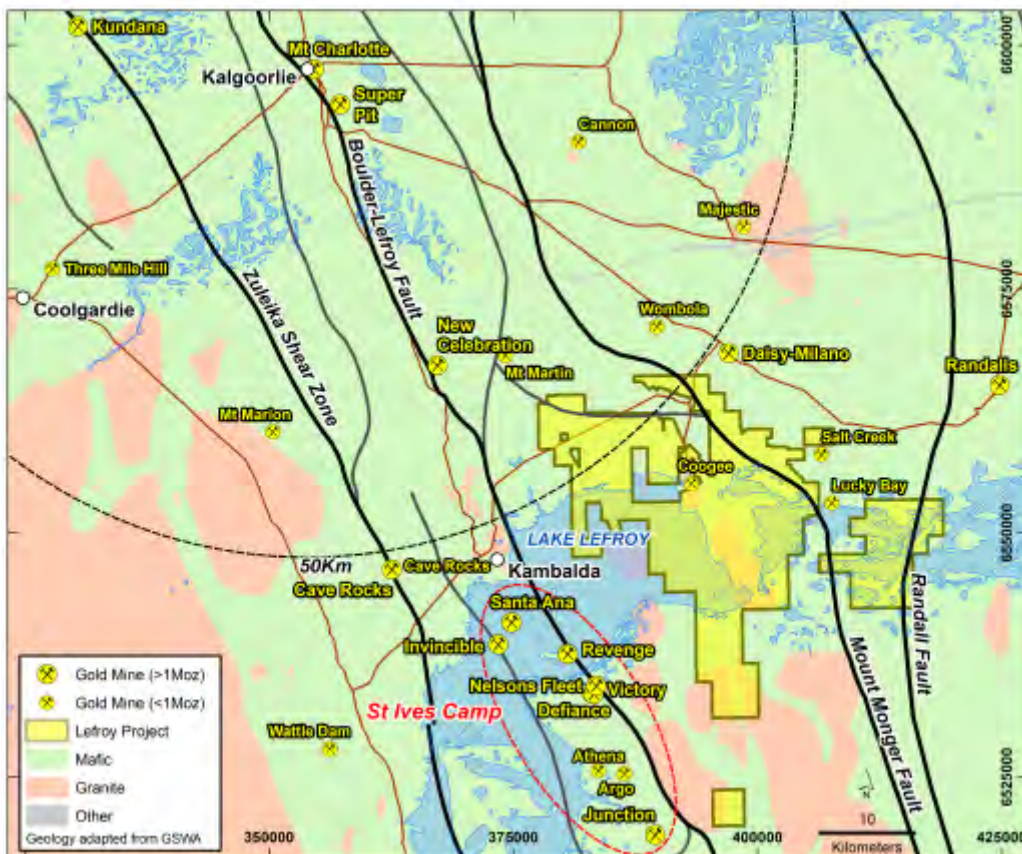 Kundana
Mt Charlotte
Kalgoorlie
Super
Pit
Cannon
6600000
Boulder-Lefroy Fault
Majestic
Three Mile Hill
Coolgardie
Zuleika Shear Zone
6575000
Wombola
New
Celebration
Daisy-Milano
Mt Martin
Randalls
Mt Marion
Salt Creek
Coogee
Lucky Bay
6550000
LAKE LEFROY
50Km
Cave Rocks
Cave Rocks
Kambalda
Santa Ana
Invincible
Revenge
Randall Fault
Mount Monger Fault
Nelsons Fleet
Victory
Defiance
St Ives Camp
Wattle Dam
Athena
Argo
Junction
6525000
N
Gold Mine (>1Moz)
Gold Mine (<1Moz)
Lefroy Project
Mafic
Granite
Other
Geology adapted from GSWA
350000
375000
400000
425000
10
Kilometers